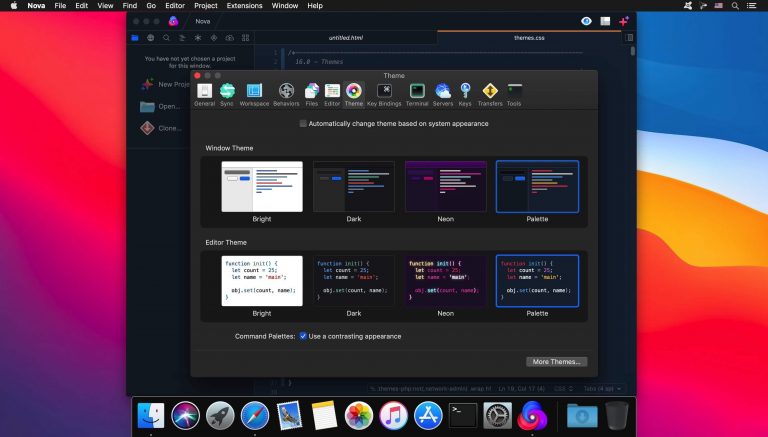 Nova File Edit View Find Go Editor Project Extensions Window Help
Nova
untitled.html themes.css
You have not yet chosen a project
for this window.
New Proje
Open...
Clone...
/*
16.0 - Themes
Theme
General Sync Workspace Behaviors Files Editor Theme Key Bindings Terminal Servers Keys Transfers Tools
Automatically change theme based on system appearance
Window Theme
Bright Dark Neon Palette
Editor Theme
function init() { function init() { function init() { function init() {
let count = 25; let count = 25; let count = 25; let count = 25;
let name = 'main'; let name = 'main'; let name = 'main'; let name = 'main';
obj.set(count, name); obj.set(count, name); obj.set(count, name); obj.set(count, name);
} } } }
Bright Dark Neon Palette
Command Palettes: Use a contrasting appearance
More Themes...
}
Ln 19, Col 17 (4) CSS Tabs (4 sp)